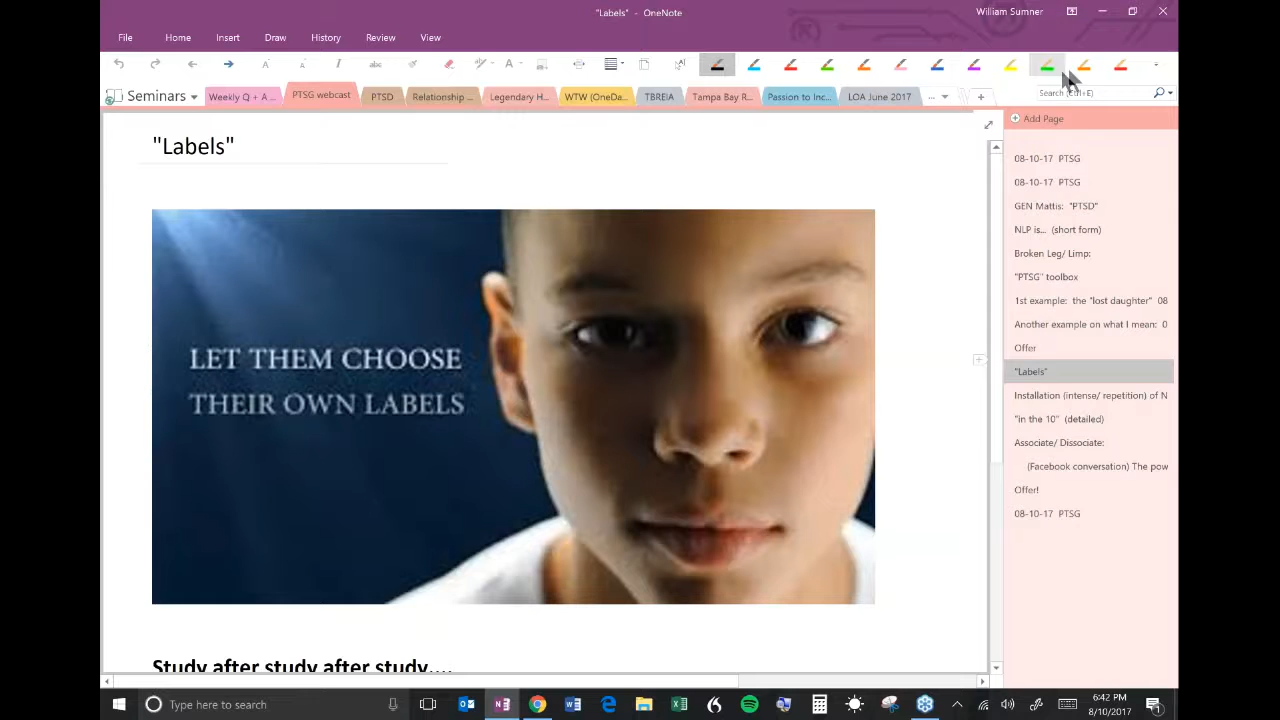 "Labels" - OneNote
William Sumner
File Home Insert Draw History Review View
Seminars
Weekly Q + A ...
PTSG webcast
PTSD
Relationship ...
Legendary H...
WTW (OneDa...
TBREIA
Tampa Bay R...
Passion to Inc...
LOA June 2017
...
Search (Ctrl+E)
"Labels"
LET THEM CHOOSE
THEIR OWN LABELS
Study after study after study....
Add Page
08-10-17 PTSG
08-10-17 PTSG
GEN Mattis: "PTSD"
NLP is... (short form)
Broken Leg/ Limp:
"PTSG" toolbox
1st example: the "lost daughter" 08
Another example on what I mean: 0
Offer
"Labels"
Installation (intense/ repetition) of N
"in the 10" (detailed)
Associate/ Dissociate:
(Facebook conversation) The pow
Offer!
08-10-17 PTSG
Type here to search
6:42 PM
8/10/2017